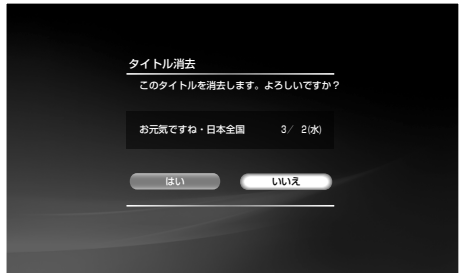 タイトル消去
このタイトルを消去します。よろしいですか？
お元気ですね・日本全国　3／ 2(水)
はい　いいえ